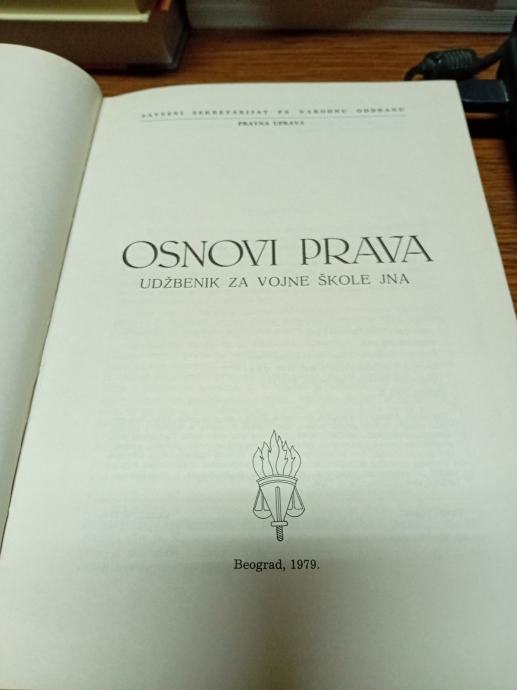 SAVEZNI SEKRETARIJAT ZA NARODNU ODBRANU
PRAVNA UPRAVA
OSNOVI PRAVA
UDŽBENIK ZA VOJNE ŠKOLE JNA
Beograd, 1979.